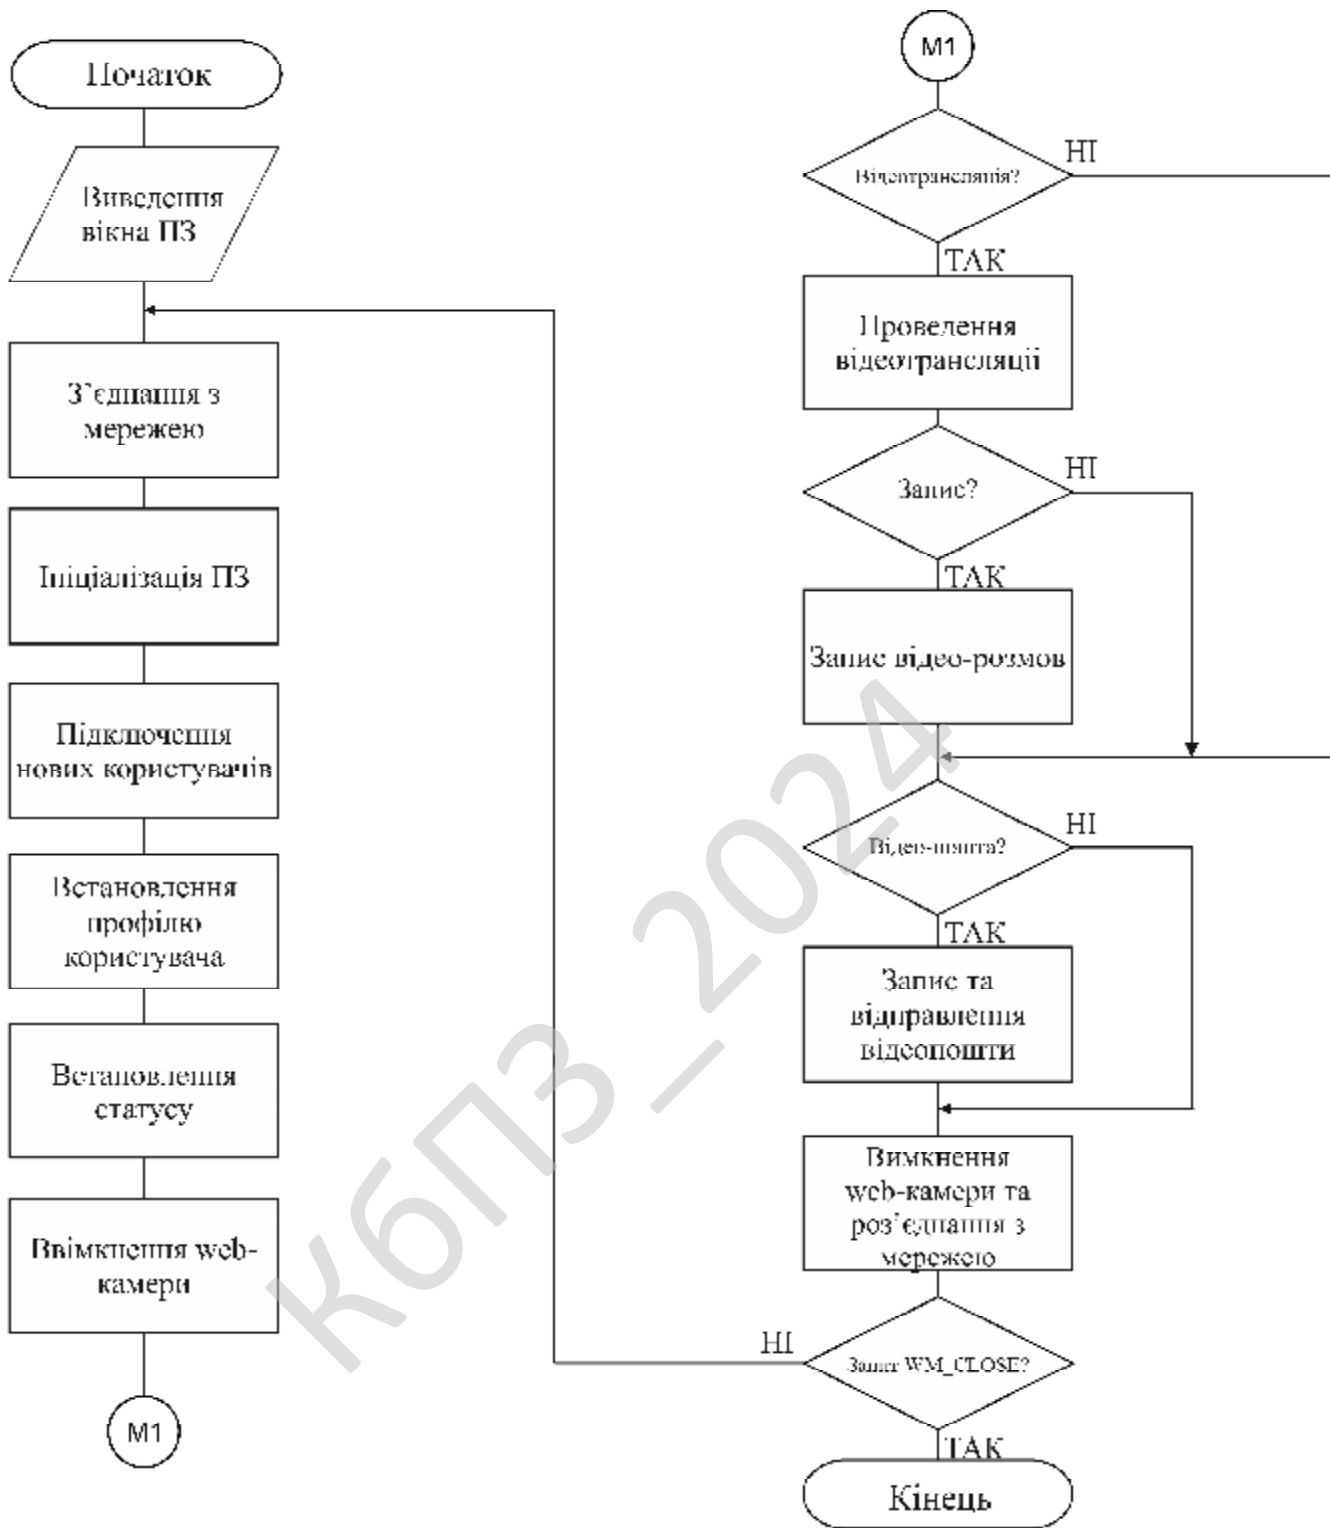 Початок
Виведення
вікна ПЗ
З`єднання з
мережею
Ініціалізація ПЗ
Підключення
нових користувачів
Встановлення
профілю
користувача
Встановлення
статусу
Ввімкнення web-
камери
М1
М1
Відеотрансляція?
НІ
ТАК
Проведення
відеотрансляції
Запис?
НІ
ТАК
Запис відео-розмов
Відео-пошта?
НІ
ТАК
Запис та
відправлення
відеопошти
Вимкнення
web-камери та
роз’єднання з
мережею
Запит WM_CLOSE?
НІ
ТАК
Кінець
КбПЗ_2024